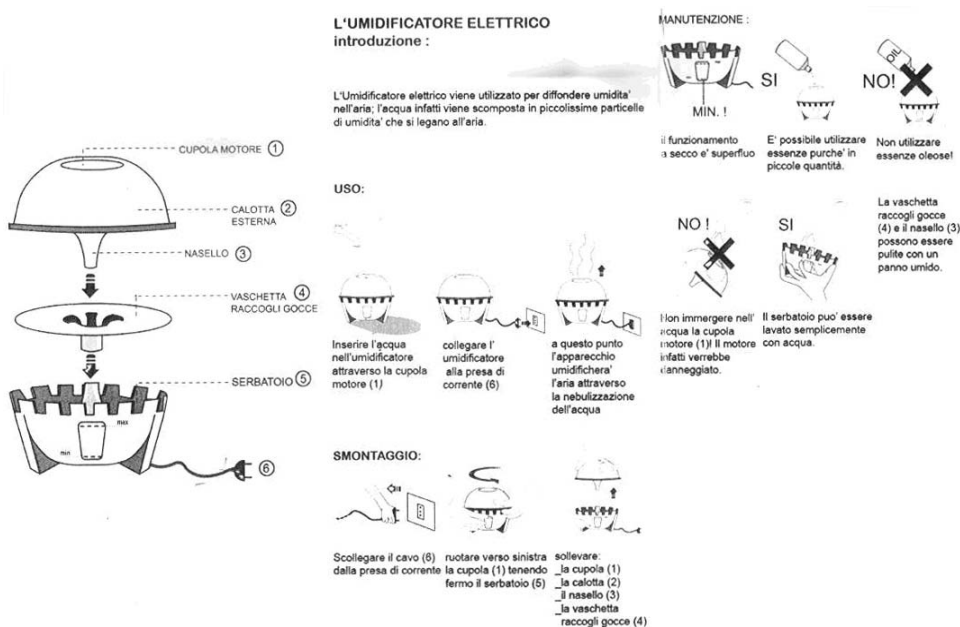 CUPOLA MOTORE 1
CALOTTA 2
ESTERNA
NASELLO 3
VASCHETTA 4
RACCOGLI GOCCE
SERBATOIO 5
max
min
6
L'UMIDIFICATORE ELETTRICO
introduzione :
L'Umidificatore elettrico viene utilizzato per diffondere umidita'
nell'aria; l'acqua infatti viene scomposta in piccolissime particelle
di umidita' che si legano all'aria.
USO:
Inserire l'acqua
nell'umidificatore
attraverso la cupola
motore (1)
collegare l'
umidificatore
alla presa di
corrente (6)
a questo punto
l'apparecchio
umidifichera'
l'aria attraverso
la nebulizzazione
dell'acqua
SMONTAGGIO:
Scollegare il cavo (6)
dalla presa di corrente
ruotare verso sinistra
la cupola (1) tenendo
fermo il serbatoio (5)
sollevare:
_la cupola (1)
_la calotta (2)
_il nasello (3)
_la vaschetta
raccogli gocce (4)
MANUTENZIONE :
MIN. !
il funzionamento
a secco e' superfluo
SI
E' possibile utilizzare
essenze purche' in
piccole quantità.
OIL
NO!
Non utilizzare
essenze oleose!
NO !
Non immergere nell'
acqua la cupola
motore (1)! Il motore
infatti verrebbe
danneggiato.
SI
Il serbatoio puo' essere
lavato semplicemente
con acqua.
La vaschetta
raccogli gocce
(4) e il nasello (3)
possono essere
pulite con un
panno umido.